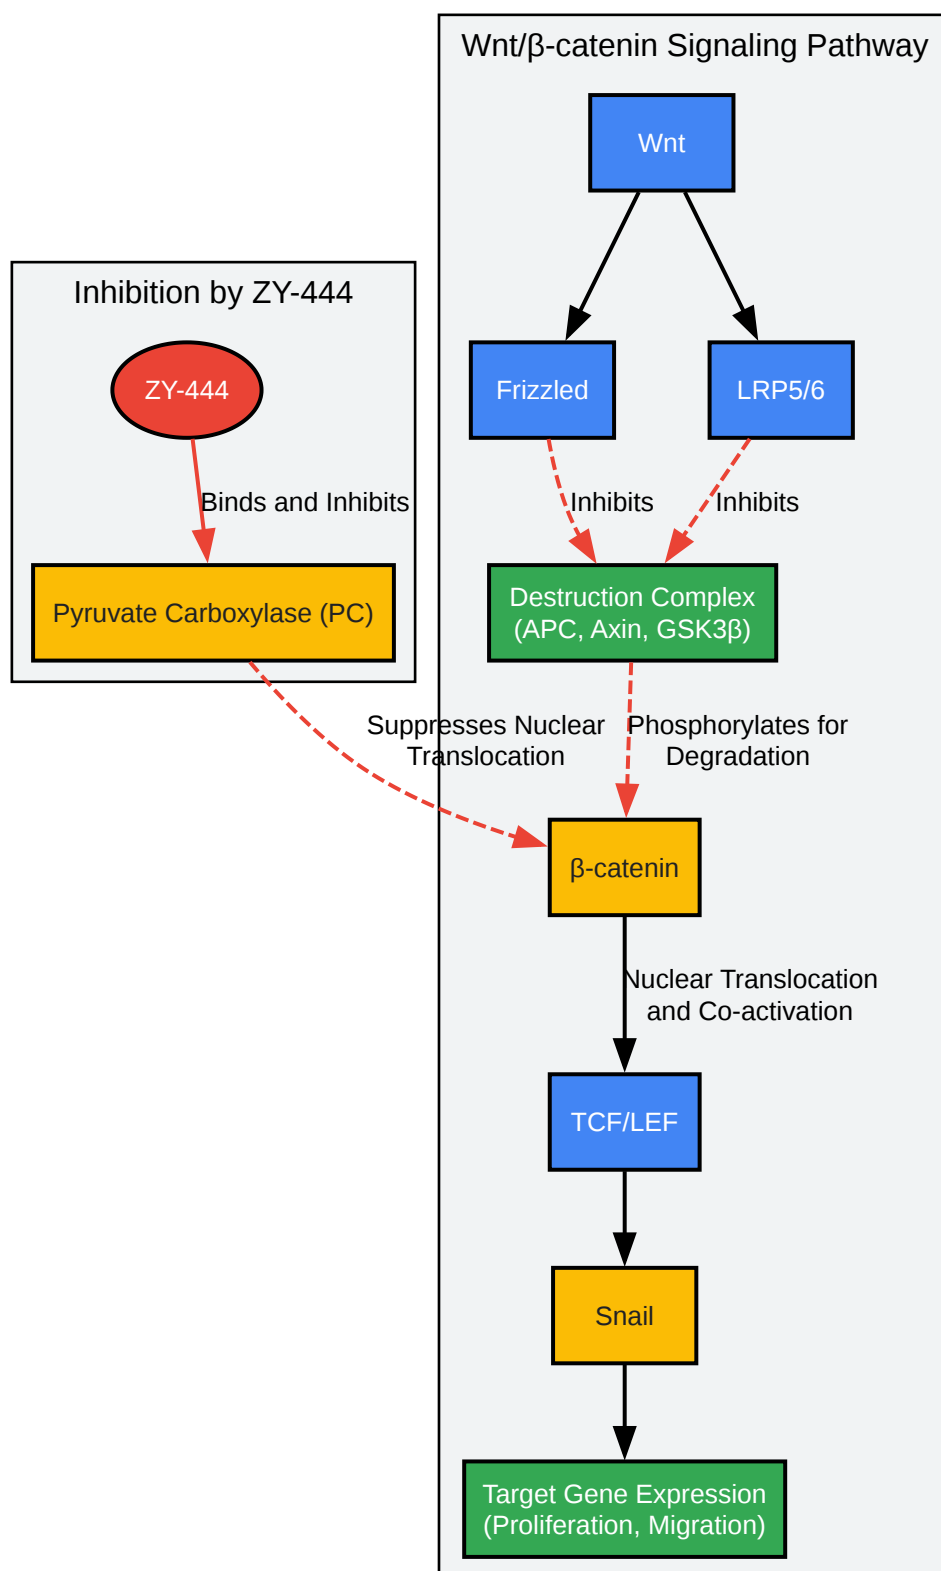 Wnt/β-catenin Signaling Pathway
Wnt
Inhibition by ZY-444
ZY-444
Frizzled
LRP5/6
Binds and Inhibits
Inhibits
Inhibits
Pyruvate Carboxylase (PC)
Destruction Complex
(APC, Axin, GSK3β)
Suppresses Nuclear
Translocation
Phosphorylates for
Degradation
β-catenin
Nuclear Translocation
and Co-activation
TCF/LEF
Snail
Target Gene Expression
(Proliferation, Migration)